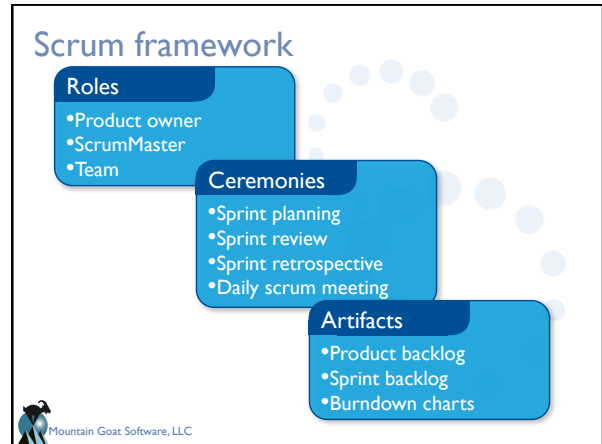 Scrum framework
Roles
•Product owner
•ScrumMaster
•Team
Ceremonies
•Sprint planning
•Sprint review
•Sprint retrospective
•Daily scrum meeting
Artifacts
•Product backlog
•Sprint backlog
•Burndown charts
Mountain Goat Software, LLC